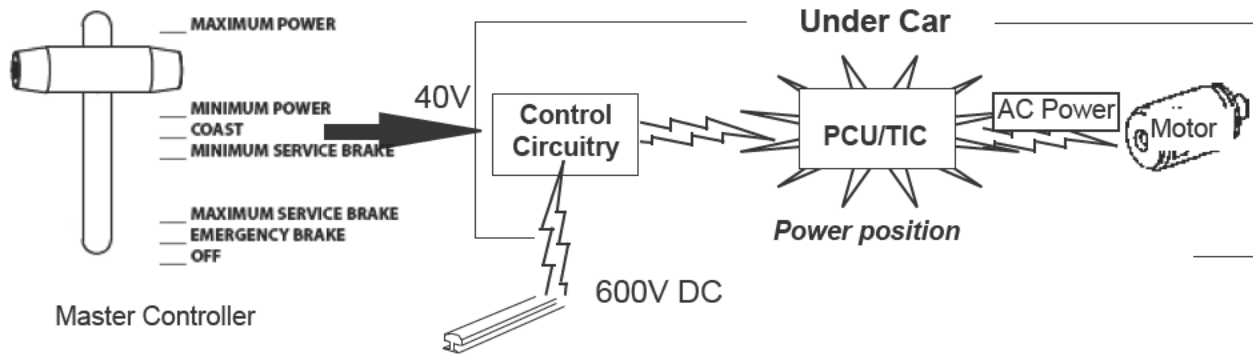 MAXIMUM POWER
MINIMUM POWER
COAST
MINIMUM SERVICE BRAKE
MAXIMUM SERVICE BRAKE
EMERGENCY BRAKE
OFF
Master Controller
40V
Under Car
Control
Circuitry
PCU/TIC
AC Power
Motor
Power position
600V DC